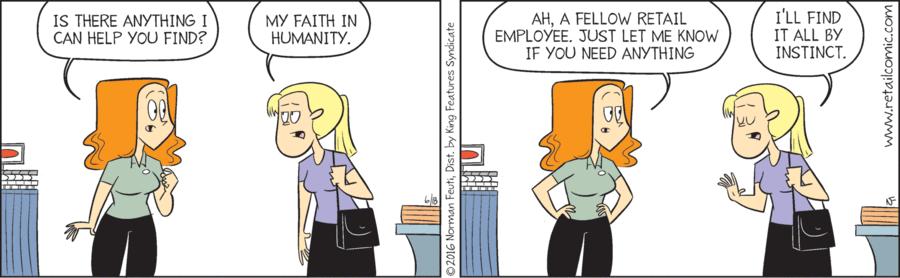 IS THERE ANYTHING I
CAN HELP YOU FIND?
MY FAITH IN
HUMANITY.
©2016 Norman Feuti, Dist. by King Features Syndicate
6/18
AH, A FELLOW RETAIL
EMPLOYEE. JUST LET ME KNOW
IF YOU NEED ANYTHING
I'LL FIND
IT ALL BY
INSTINCT.
www.retailcomic.com